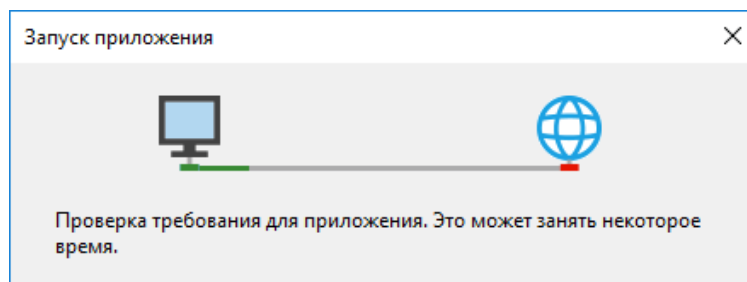 Запуск приложения
Проверка требования для приложения. Это может занять некоторое
время.